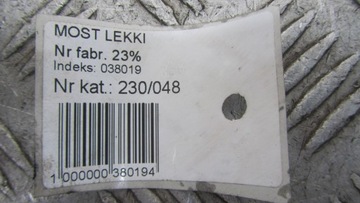 MOST LEKKI
Nr fabr. 23%
Indeks: 038019
Nr kat.: 230/048
1 000000 380194